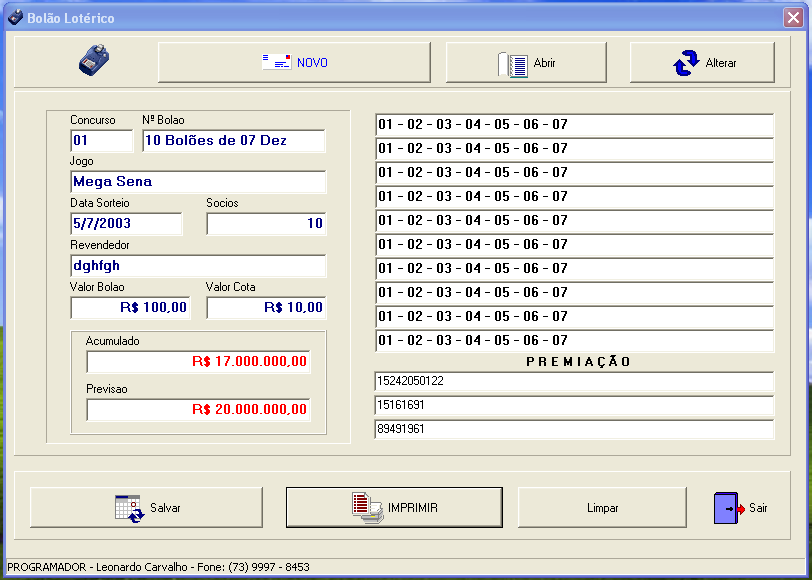 Bolão Lotérico
NOVO
Abrir
Alterar
Concurso
Nº Bolao
01
10 Bolões de 07 Dez
Jogo
Mega Sena
Data Sorteio
Socios
5/7/2003
10
Revendedor
dghfgh
Valor Bolao
Valor Cota
R$ 100,00
R$ 10,00
Acumulado
R$ 17.000.000,00
Previsao
R$ 20.000.000,00
01 - 02 - 03 - 04 - 05 - 06 - 07
01 - 02 - 03 - 04 - 05 - 06 - 07
01 - 02 - 03 - 04 - 05 - 06 - 07
01 - 02 - 03 - 04 - 05 - 06 - 07
01 - 02 - 03 - 04 - 05 - 06 - 07
01 - 02 - 03 - 04 - 05 - 06 - 07
01 - 02 - 03 - 04 - 05 - 06 - 07
01 - 02 - 03 - 04 - 05 - 06 - 07
01 - 02 - 03 - 04 - 05 - 06 - 07
01 - 02 - 03 - 04 - 05 - 06 - 07
P R E M I A Ç Ã O
15242050122
15161691
89491961
Salvar
IMPRIMIR
Limpar
Sair
PROGRAMADOR - Leonardo Carvalho - Fone: (73) 9997 - 8453